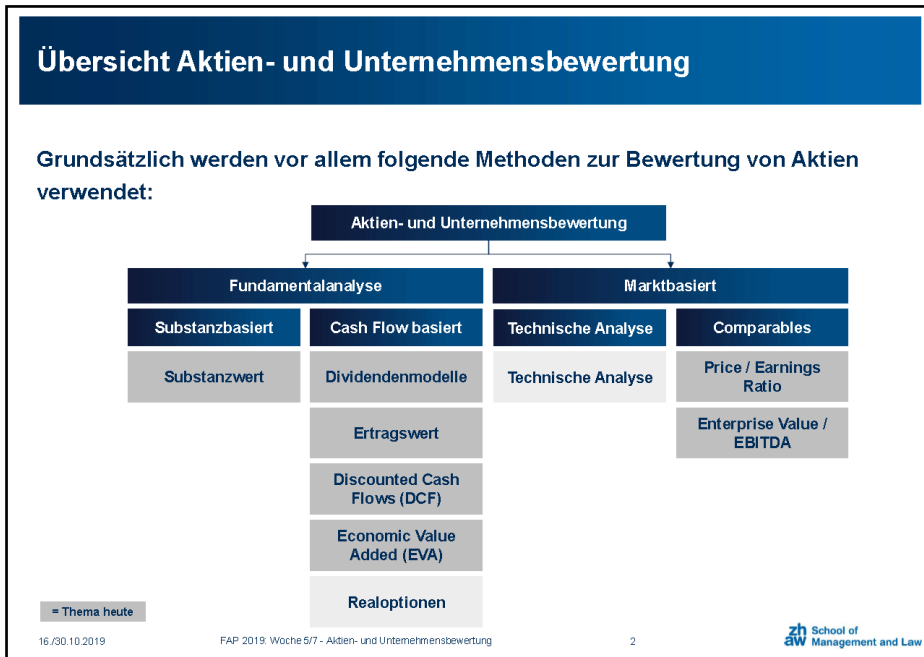 Übersicht Aktien- und Unternehmensbewertung
Grundsätzlich werden vor allem folgende Methoden zur Bewertung von Aktien
verwendet:
Aktien- und Unternehmensbewertung
Fundamentalanalyse
Marktbasiert
Substanzbasiert
Cash Flow basiert
Technische Analyse
Comparables
Substanzwert
Dividendenmodelle
Technische Analyse
Price / Earnings
Ratio
Ertragswert
Enterprise Value /
EBITDA
Discounted Cash
Flows (DCF)
Economic Value
Added (EVA)
Realoptionen
= Thema heute
16./30.10.2019
FAP 2019: Woche 5/7 - Aktien- und Unternehmensbewertung
2
zh
aw
School of
Management and Law